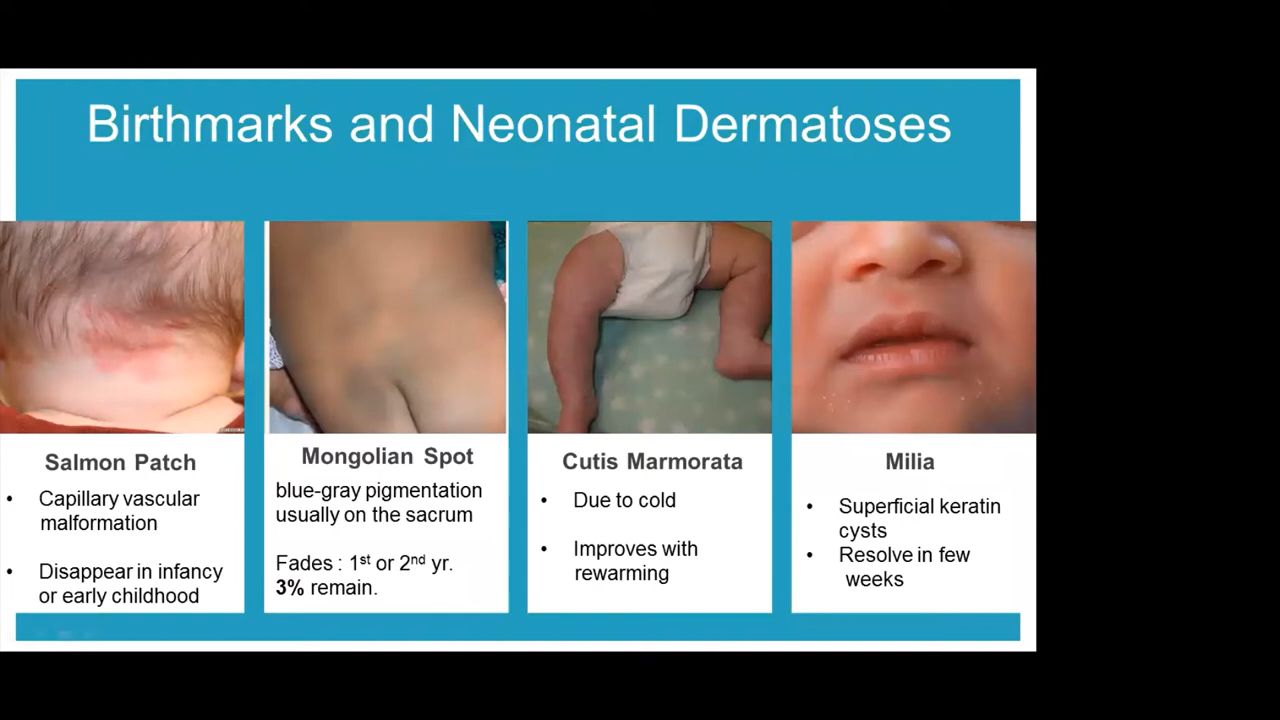 Birthmarks and Neonatal Dermatoses
Salmon Patch
• Capillary vascular
malformation
• Disappear in infancy
or early childhood
Mongolian Spot
blue-gray pigmentation
usually on the sacrum
Fades : 1st or 2nd yr.
3% remain.
Cutis Marmorata
• Due to cold
• Improves with
rewarming
Milia
• Superficial keratin
cysts
• Resolve in few
weeks